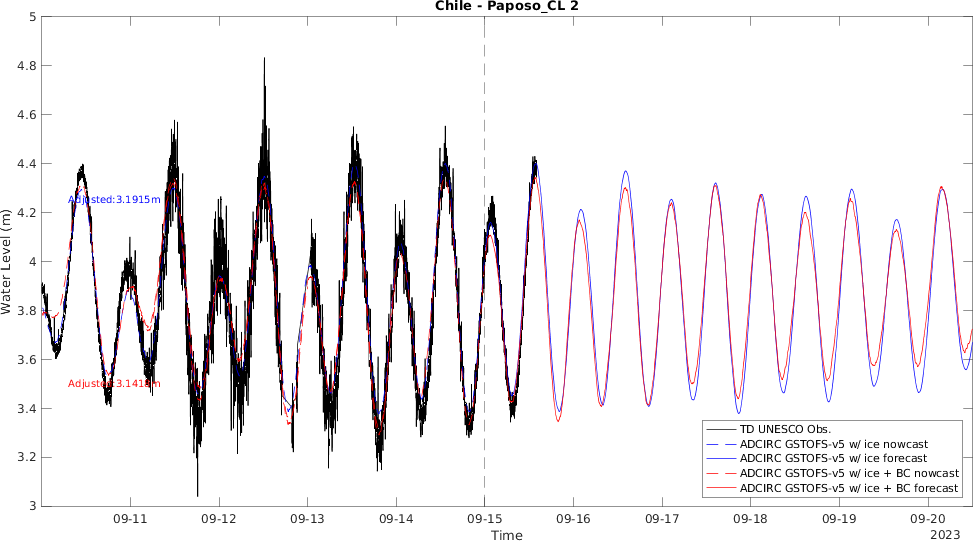 Chile - Paposo_CL 2
5
4.8
4.6
4.4
4.2
4
3.8
3.6
3.4
3.2
3
Water Level (m)
Adjusted:3.1915m
Adjusted:3.1418m
TD UNESCO Obs.
ADCIRC GSTOFS-v5 w/ ice nowcast
ADCIRC GSTOFS-v5 w/ ice forecast
ADCIRC GSTOFS-v5 w/ ice + BC nowcast
ADCIRC GSTOFS-v5 w/ ice + BC forecast
09-11 09-12 09-13 09-14 09-15 09-16 09-17 09-18 09-19 09-20
2023
Time